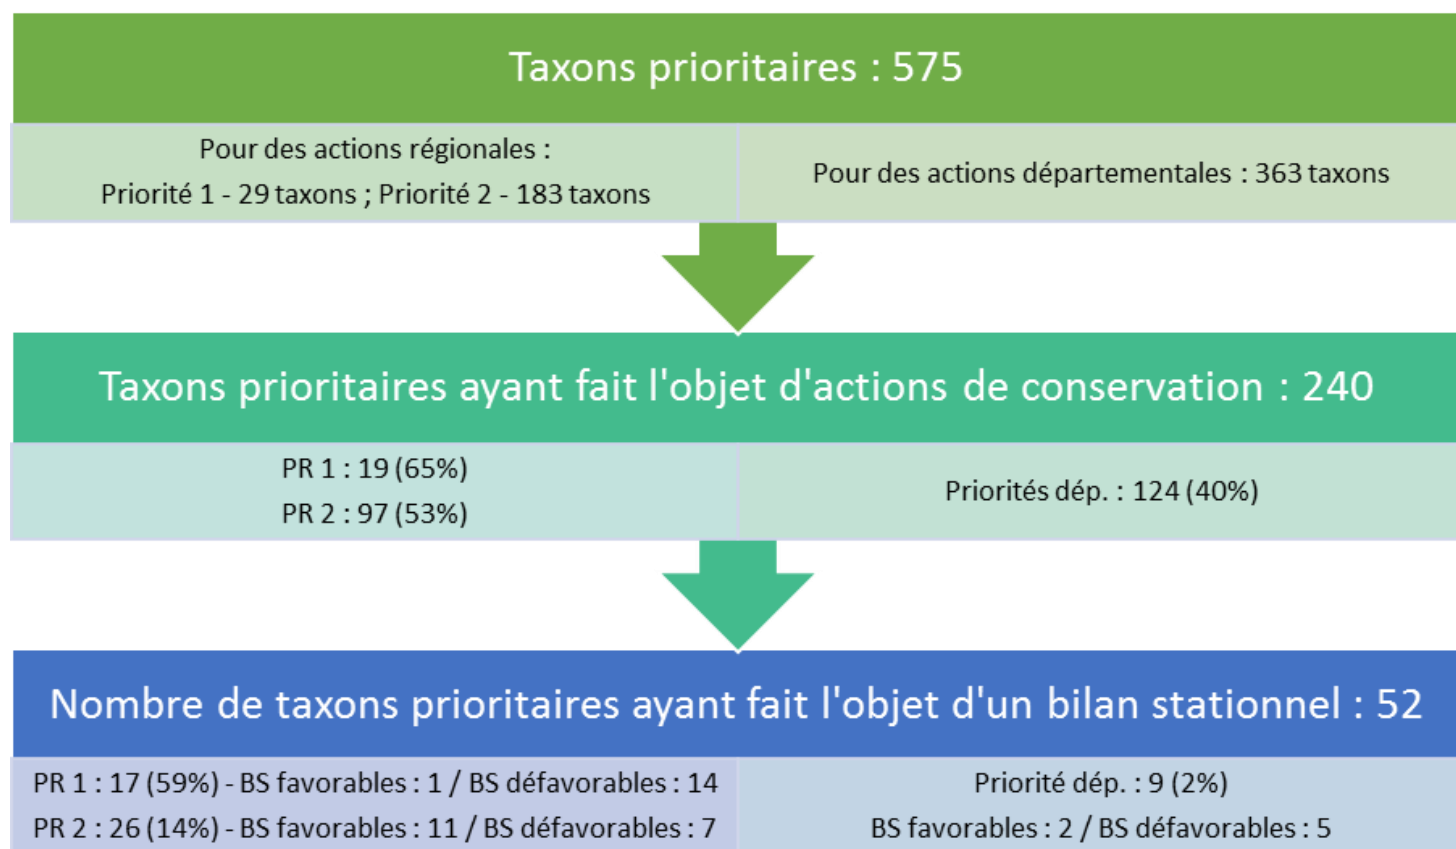 Taxons prioritaires : 575
Pour des actions régionales :
Priorité 1 - 29 taxons ; Priorité 2 - 183 taxons
Pour des actions départementales : 363 taxons
Taxons prioritaires ayant fait l'objet d'actions de conservation : 240
PR 1 : 19 (65%)
PR 2 : 97 (53%)
Priorités dép. : 124 (40%)
Nombre de taxons prioritaires ayant fait l'objet d'un bilan stationnel : 52
PR 1 : 17 (59%) - BS favorables : 1 / BS défavorables : 14
PR 2 : 26 (14%) - BS favorables : 11 / BS défavorables : 7
Priorité dép. : 9 (2%)
BS favorables : 2 / BS défavorables : 5